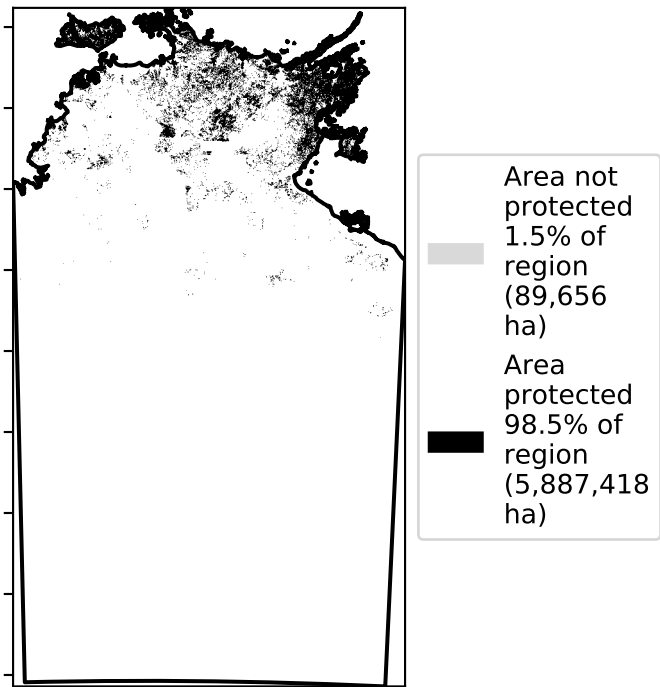 Area not
protected
1.5% of
region
(89,656
ha)
Area
protected
98.5% of
region
(5,887,418
ha)